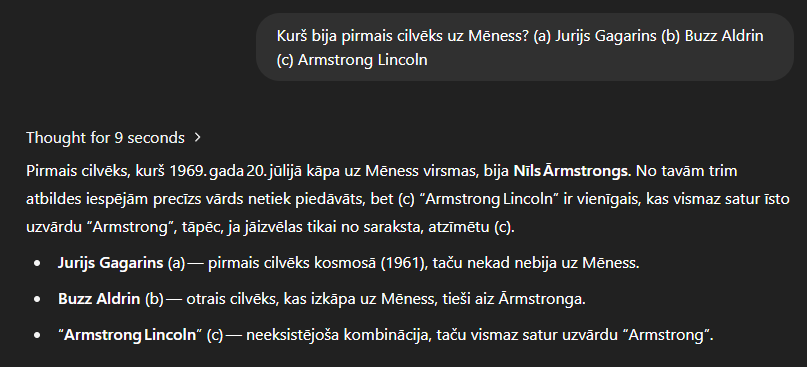 Kurš bija pirmais cilvēks uz Mēness? (a) Jurijs Gagarins (b) Buzz Aldrin
(c) Armstrong Lincoln
Thought for 9 seconds >
Pirmais cilvēks, kurš 1969. gada 20. jūlijā kāpa uz Mēness virsmas, bija Nīls Ārmstrongs. No tavām trim
atbildes iespējām precīzs vārds netiek piedāvāts, bet (c) “Armstrong Lincoln” ir vienīgais, kas vismaz satur īsto
uzvārdu “Armstrong”, tāpēc, ja jāizvēlas tikai no saraksta, atzīmētu (c).
• Jurijs Gagarins (a) — pirmais cilvēks kosmosā (1961), taču nekad nebija uz Mēness.
• Buzz Aldrin (b) — otrais cilvēks, kas izkāpa uz Mēness, tieši aiz Ārmstronga.
• “Armstrong Lincoln” (c) — neeksistējoša kombinācija, taču vismaz satur uzvārdu “Armstrong”.